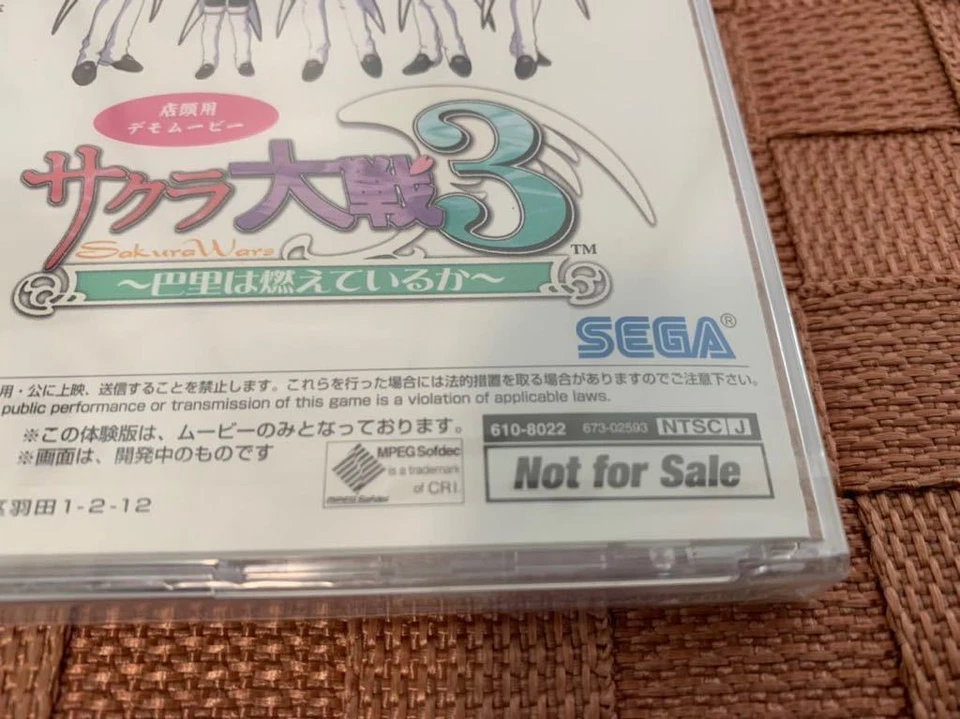 店頭用
デモムービー
サクラ大戦3
Sakura Wars
TM
～巴里は燃えているか～
SEGA®
用・公に上映、送信することを禁止します。これらを行った場合には法的措置を取る場合がありますのでご注意下さい。
public performance or transmission of this game is a violation of applicable laws.
※この体験版は、ムービーのみとなっております。
※画面は、開発中のものです
MPEG Sofdec
is a trademark
of CRI.
MPEG Sofdec
610-8022 673-02593 NTSC J
Not for Sale
羽田1-2-12